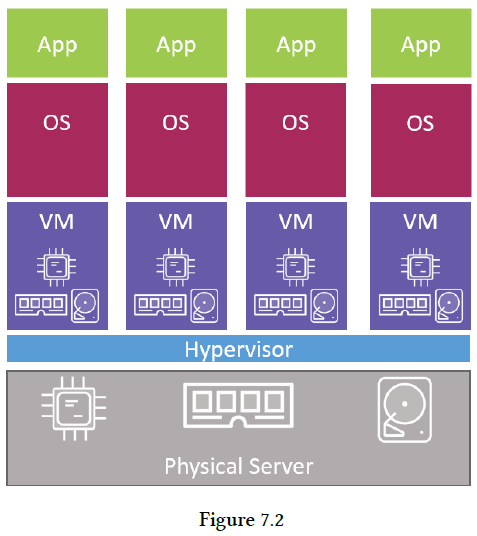 App App App App
OS OS OS OS
VM VM VM VM
Hypervisor
Physical Server
Figure 7.2